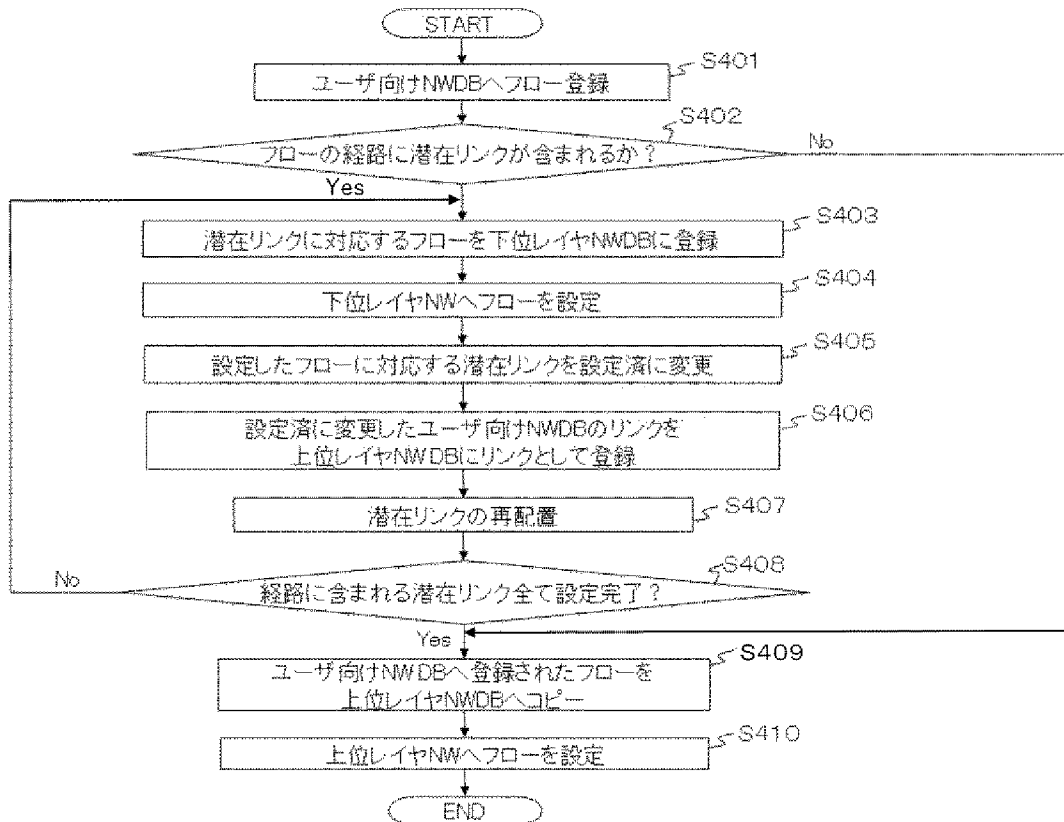 START
S401
ユーザ向けNWDBへフロー登録
S402
フローの経路に潜在リンクが含まれるか？
No
Yes
S403
潜在リンクに対応するフローを下位レイヤNWDBに登録
S404
下位レイヤNWへフローを設定
S405
設定したフローに対応する潜在リンクを設定済に変更
S406
設定済に変更したユーザ向けNWDBのリンクを
上位レイヤNWDBにリンクとして登録
S407
潜在リンクの再配置
S408
No
経路に含まれる潜在リンク全て設定完了？
Yes
S409
ユーザ向けNWDBへ登録されたフローを
上位レイヤNWDBへコピー
S410
上位レイヤNWへフローを設定
END